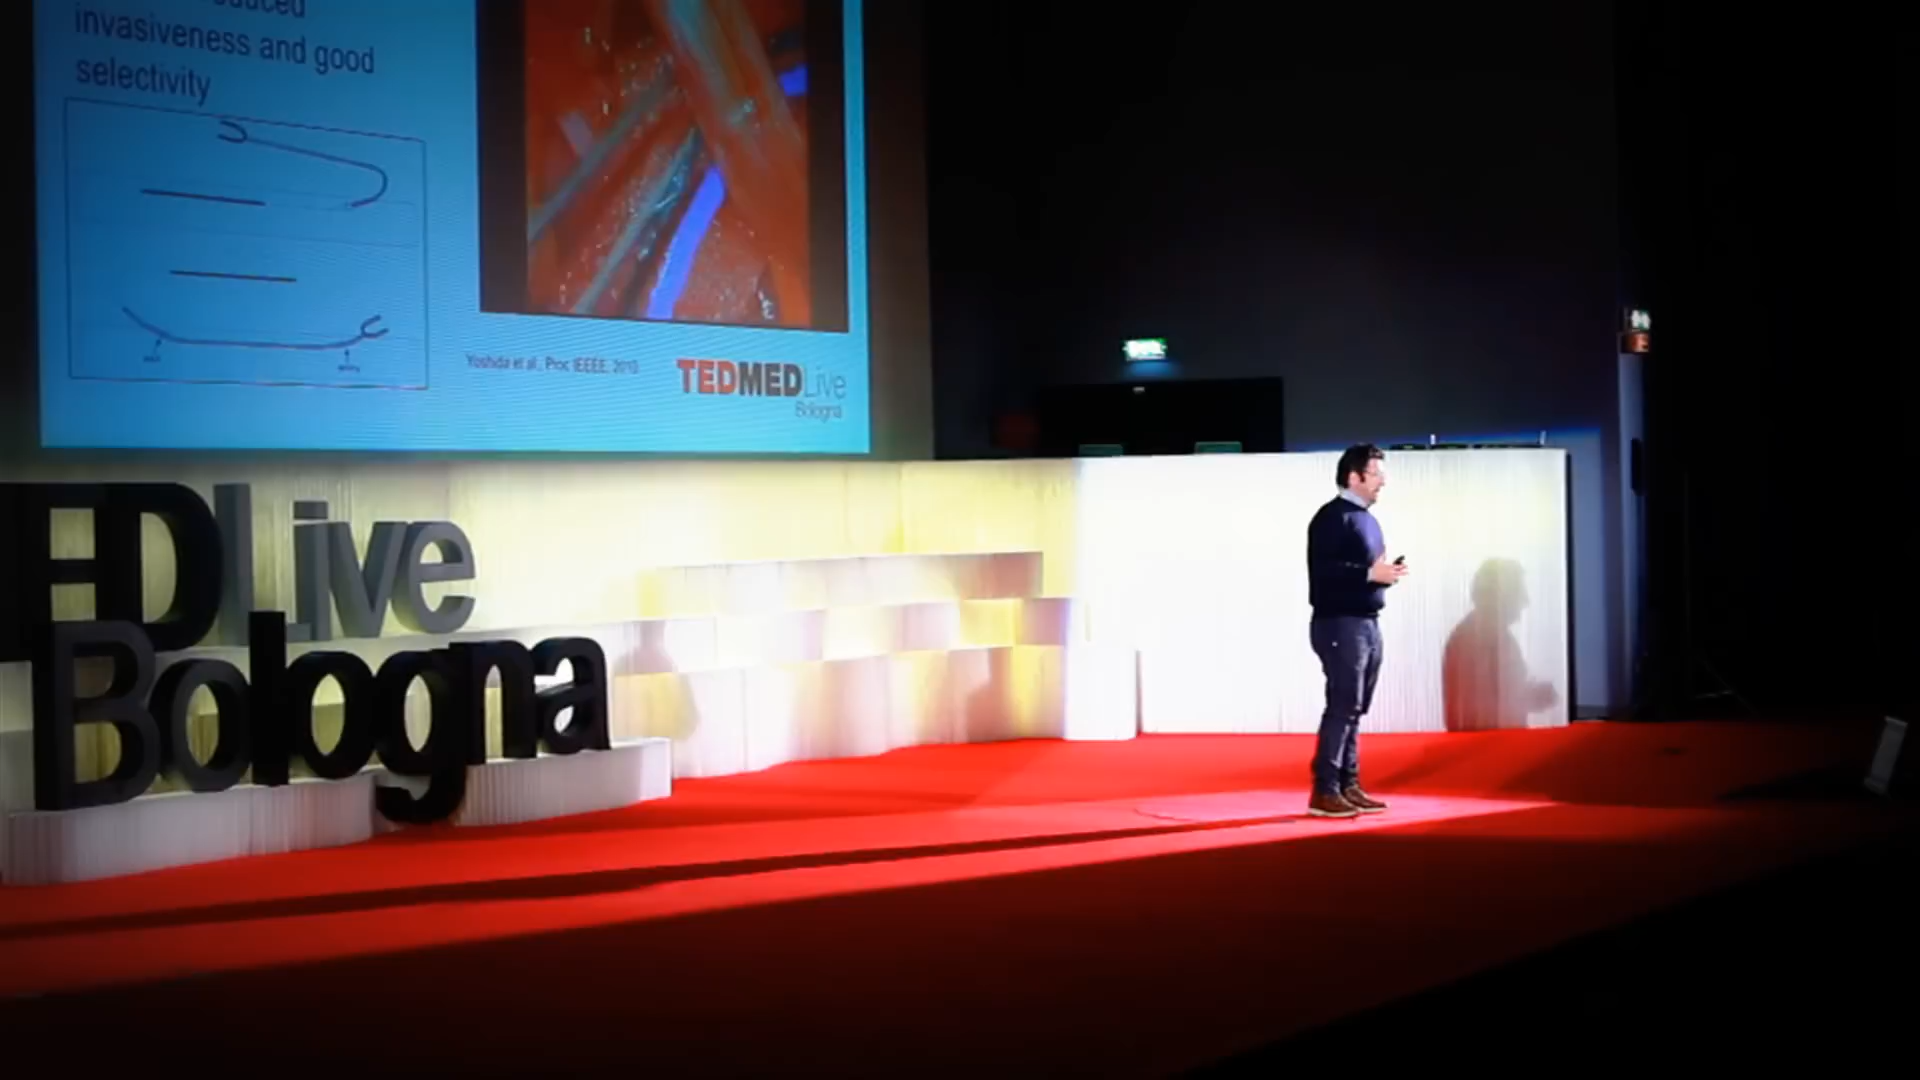 invasiveness and good
selectivity
Yoshida et al., Proc IEEE, 2010
TEDMEDLive
Bologna
EDLive
Bologna